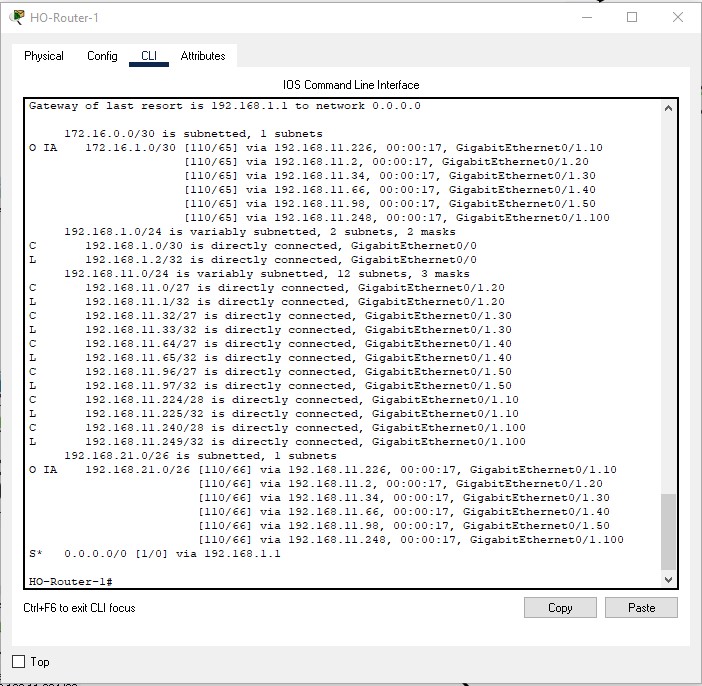 HO-Router-1
Physical Config CLI Attributes
IOS Command Line Interface
Gateway of last resort is 192.168.1.1 to network 0.0.0.0
172.16.0.0/30 is subnetted, 1 subnets
O IA 172.16.1.0/30 [110/65] via 192.168.11.226, 00:00:17, GigabitEthernet0/1.10
[110/65] via 192.168.11.2, 00:00:17, GigabitEthernet0/1.20
[110/65] via 192.168.11.34, 00:00:17, GigabitEthernet0/1.30
[110/65] via 192.168.11.66, 00:00:17, GigabitEthernet0/1.40
[110/65] via 192.168.11.98, 00:00:17, GigabitEthernet0/1.50
[110/65] via 192.168.11.248, 00:00:17, GigabitEthernet0/1.100
192.168.1.0/24 is variably subnetted, 2 subnets, 2 masks
C 192.168.1.0/30 is directly connected, GigabitEthernet0/0
L 192.168.1.2/32 is directly connected, GigabitEthernet0/0
192.168.11.0/24 is variably subnetted, 12 subnets, 3 masks
C 192.168.11.0/27 is directly connected, GigabitEthernet0/1.20
L 192.168.11.1/32 is directly connected, GigabitEthernet0/1.20
C 192.168.11.32/27 is directly connected, GigabitEthernet0/1.30
L 192.168.11.33/32 is directly connected, GigabitEthernet0/1.30
C 192.168.11.64/27 is directly connected, GigabitEthernet0/1.40
L 192.168.11.65/32 is directly connected, GigabitEthernet0/1.40
C 192.168.11.96/27 is directly connected, GigabitEthernet0/1.50
L 192.168.11.97/32 is directly connected, GigabitEthernet0/1.50
C 192.168.11.224/28 is directly connected, GigabitEthernet0/1.10
L 192.168.11.225/32 is directly connected, GigabitEthernet0/1.10
C 192.168.11.240/28 is directly connected, GigabitEthernet0/1.100
L 192.168.11.249/32 is directly connected, GigabitEthernet0/1.100
192.168.21.0/26 is subnetted, 1 subnets
O IA 192.168.21.0/26 [110/66] via 192.168.11.226, 00:00:17, GigabitEthernet0/1.10
[110/66] via 192.168.11.2, 00:00:17, GigabitEthernet0/1.20
[110/66] via 192.168.11.34, 00:00:17, GigabitEthernet0/1.30
[110/66] via 192.168.11.66, 00:00:17, GigabitEthernet0/1.40
[110/66] via 192.168.11.98, 00:00:17, GigabitEthernet0/1.50
[110/66] via 192.168.11.248, 00:00:17, GigabitEthernet0/1.100
S* 0.0.0.0/0 [1/0] via 192.168.1.1
HO-Router-1#
Ctrl+F6 to exit CLI focus
Copy Paste
Top